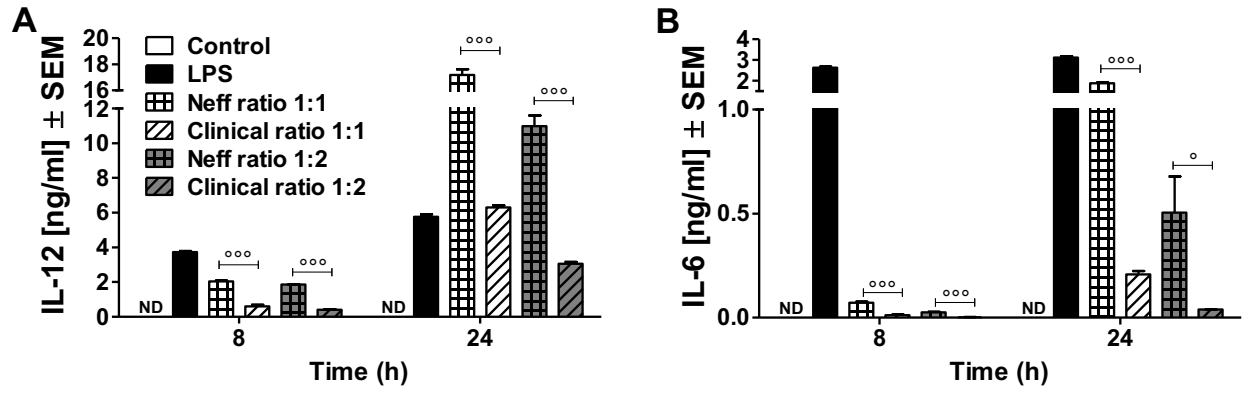 A
IL-12 [ng/ml] ± SEM
20
18
16
12
10
8
6
4
2
0
Control
LPS
Neff ratio 1:1
Clinical ratio 1:1
Neff ratio 1:2
Clinical ratio 1:2
°°°
°°°
°°°
°°°
ND
ND
8
24
Time (h)
B
IL-6 [ng/ml] ± SEM
4
3
2
1.0
0.5
0.0
°°°
°°°
°°°
°
ND
ND
8
24
Time (h)